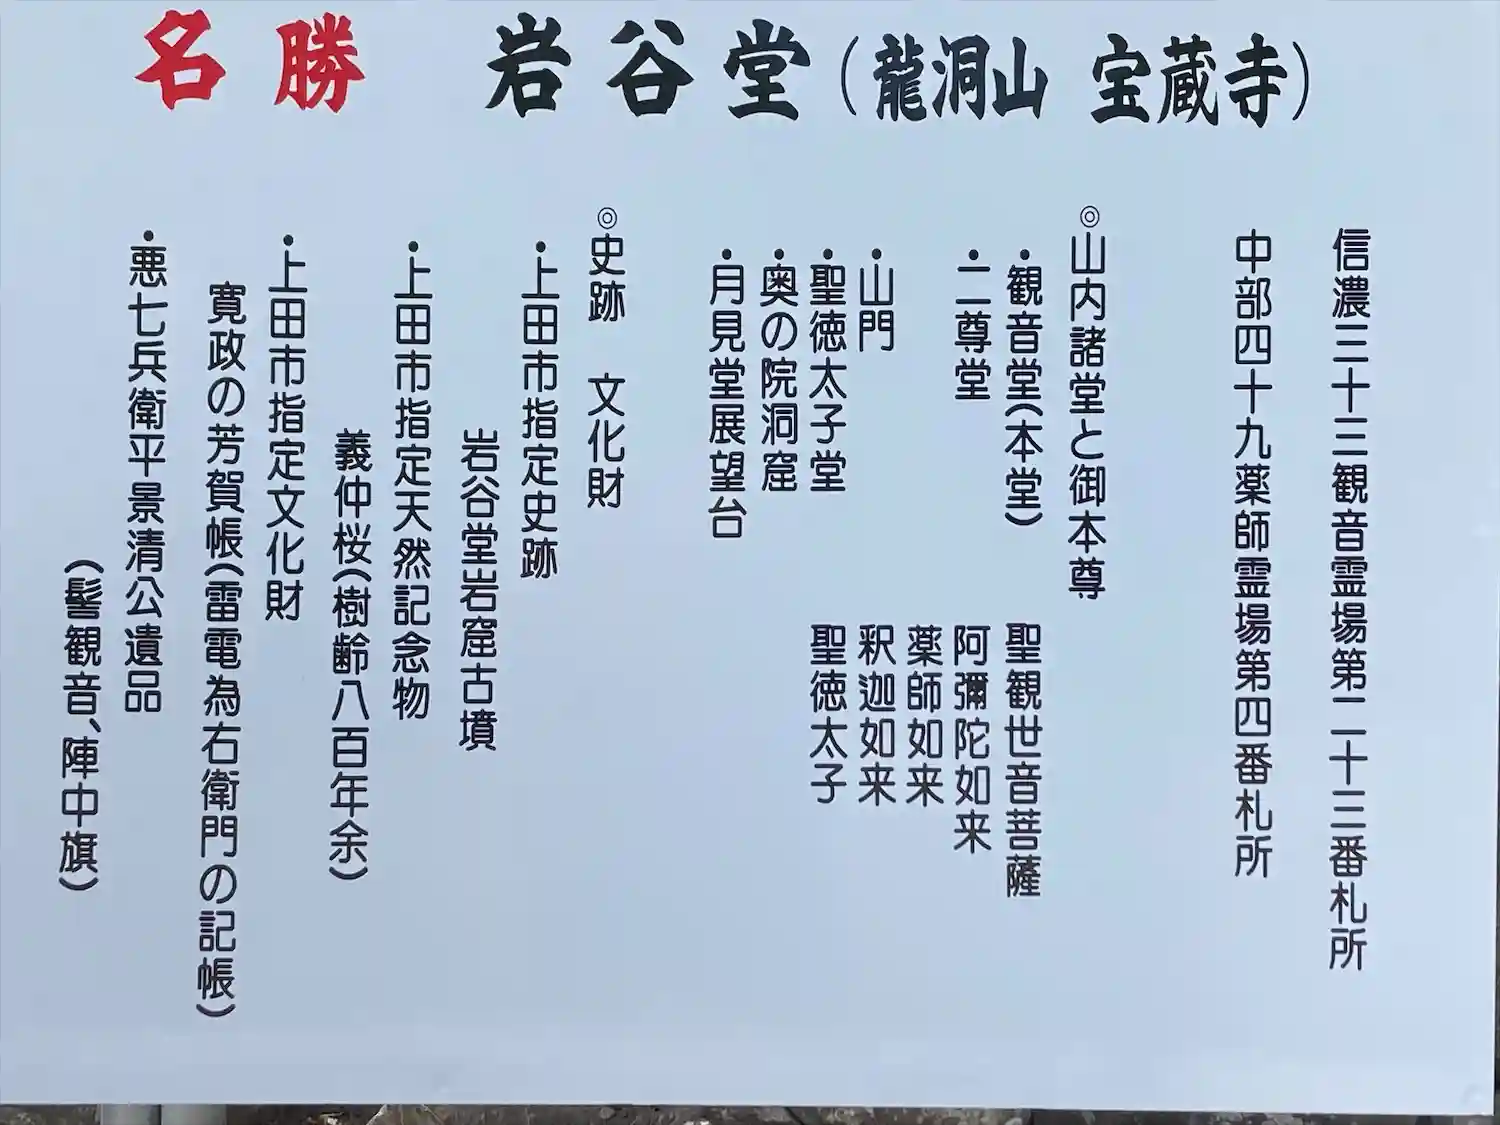 名勝　岩谷堂（龍洞山　宝蔵寺）
信濃三十三観音霊場第二十三番札所
中部四十九薬師霊場第四番札所
◎山内諸堂と御本尊
・観音堂（本堂）　聖観世音菩薩
・二尊堂　阿彌陀如来
薬師如来
・山門　釈迦如来
・聖徳太子堂　聖徳太子
・奥の院洞窟
・月見堂展望台
◎史跡　文化財
・上田市指定史跡
岩谷堂岩窟古墳
・上田市指定天然記念物
義仲桜（樹齢八百年余）
・上田市指定文化財
寛政の芳賀帳（雷電為右衛門の記帳）
・悪七兵衛平景清公遺品
（髻観音、陣中旗）